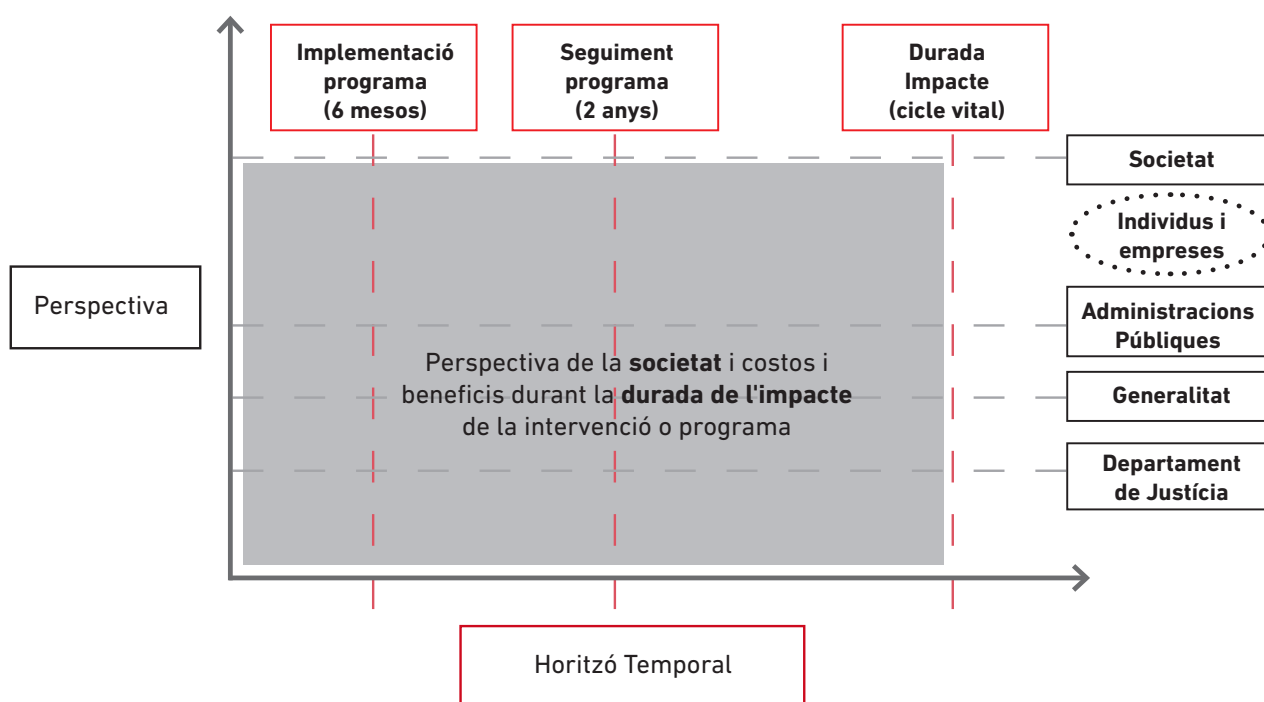 Implementació
programa
(6 mesos)
Seguiment
programa
(2 anys)
Durada
Impacte
(cicle vital)
Societat
Individus i
empreses
Perspectiva
Administracions
Públiques
Perspectiva de la societat i costos i
beneficis durant la durada de l'impacte
de la intervenció o programa
Generalitat
Departament
de Justícia
Horitzó Temporal